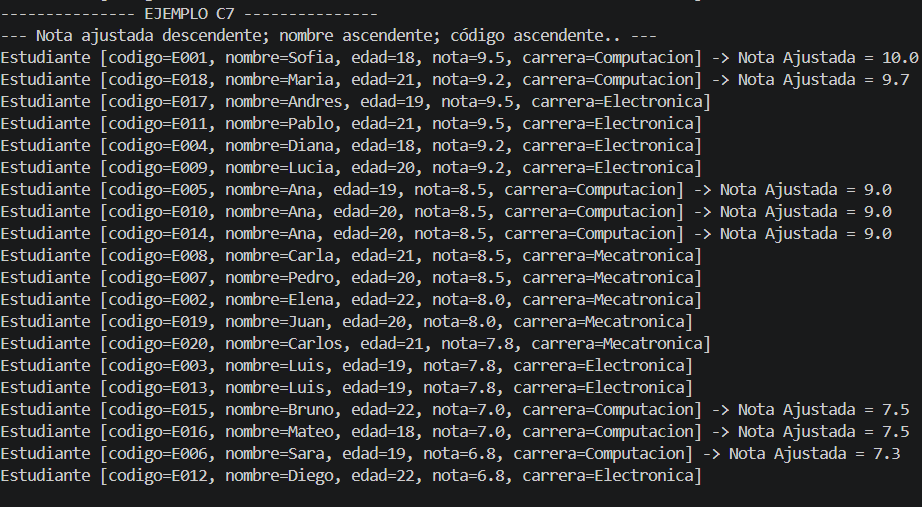 --------------- EJEMPLO C7 ---------------
--- Nota ajustada descendente; nombre ascendente; código ascendente.. ---
Estudiante [codigo=E001, nombre=Sofia, edad=18, nota=9.5, carrera=Computacion] -> Nota Ajustada = 10.0
Estudiante [codigo=E018, nombre=Maria, edad=21, nota=9.2, carrera=Computacion] -> Nota Ajustada = 9.7
Estudiante [codigo=E017, nombre=Andres, edad=19, nota=9.5, carrera=Electronica]
Estudiante [codigo=E011, nombre=Pablo, edad=21, nota=9.5, carrera=Electronica]
Estudiante [codigo=E004, nombre=Diana, edad=18, nota=9.2, carrera=Electronica]
Estudiante [codigo=E009, nombre=Lucia, edad=20, nota=9.2, carrera=Electronica]
Estudiante [codigo=E005, nombre=Ana, edad=19, nota=8.5, carrera=Computacion] -> Nota Ajustada = 9.0
Estudiante [codigo=E010, nombre=Ana, edad=20, nota=8.5, carrera=Computacion] -> Nota Ajustada = 9.0
Estudiante [codigo=E014, nombre=Ana, edad=20, nota=8.5, carrera=Computacion] -> Nota Ajustada = 9.0
Estudiante [codigo=E008, nombre=Carla, edad=21, nota=8.5, carrera=Mecatronica]
Estudiante [codigo=E007, nombre=Pedro, edad=20, nota=8.5, carrera=Mecatronica]
Estudiante [codigo=E002, nombre=Elena, edad=22, nota=8.0, carrera=Mecatronica]
Estudiante [codigo=E019, nombre=Juan, edad=20, nota=8.0, carrera=Mecatronica]
Estudiante [codigo=E020, nombre=Carlos, edad=21, nota=7.8, carrera=Mecatronica]
Estudiante [codigo=E003, nombre=Luis, edad=19, nota=7.8, carrera=Electronica]
Estudiante [codigo=E013, nombre=Luis, edad=19, nota=7.8, carrera=Electronica]
Estudiante [codigo=E015, nombre=Bruno, edad=22, nota=7.0, carrera=Computacion] -> Nota Ajustada = 7.5
Estudiante [codigo=E016, nombre=Mateo, edad=18, nota=7.0, carrera=Computacion] -> Nota Ajustada = 7.5
Estudiante [codigo=E006, nombre=Sara, edad=19, nota=6.8, carrera=Computacion] -> Nota Ajustada = 7.3
Estudiante [codigo=E012, nombre=Diego, edad=22, nota=6.8, carrera=Electronica]